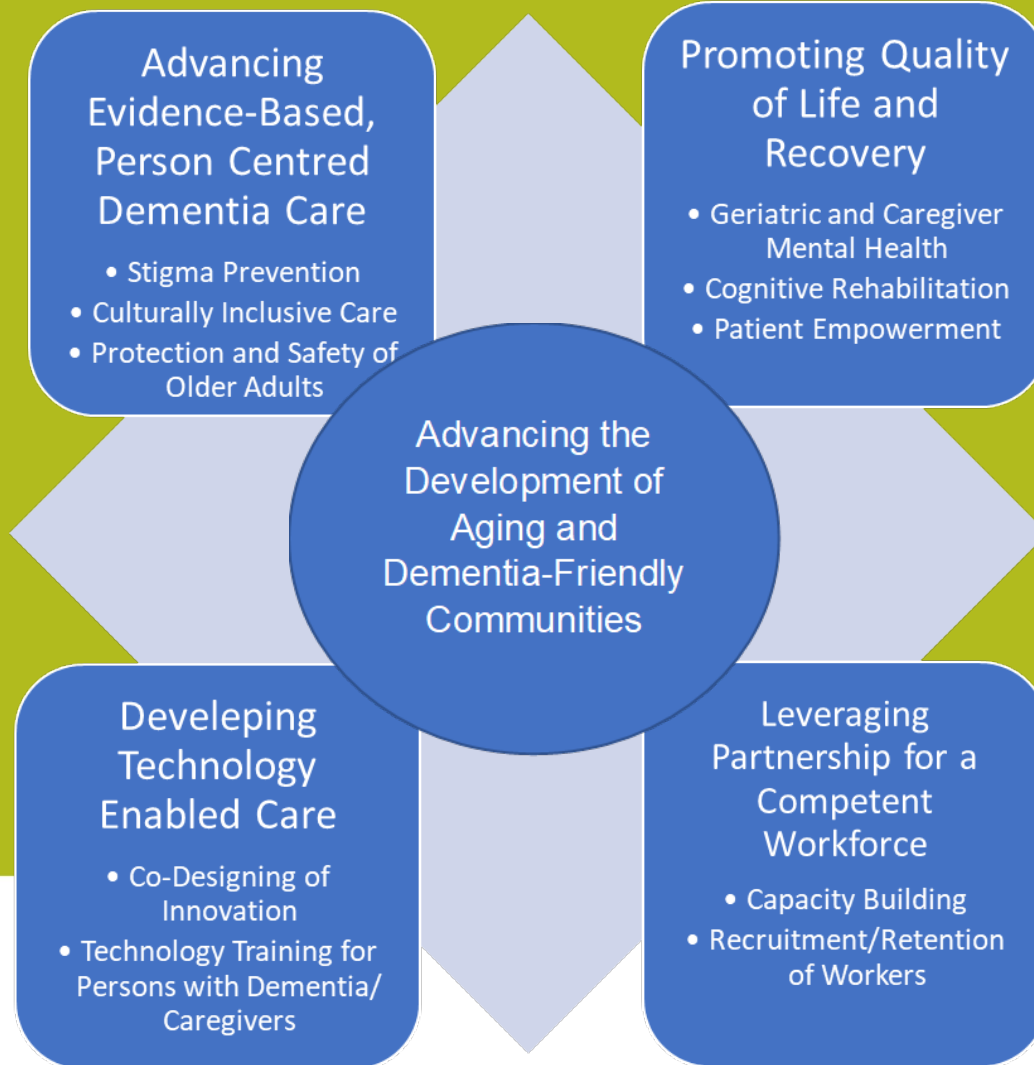 Advancing
Evidence-Based,
Person Centred
Dementia Care
• Stigma Prevention
• Culturally Inclusive Care
• Protection and Safety of
Older Adults
Promoting Quality
of Life and
Recovery
• Geriatric and Caregiver
Mental Health
• Cognitive Rehabilitation
• Patient Empowerment
Advancing the
Development of
Aging and
Dementia-Friendly
Communities
Develeping
Technology
Enabled Care
• Co-Designing of
Innovation
• Technology Training for
Persons with Dementia/
Caregivers
Leveraging
Partnership for a
Competent
Workforce
• Capacity Building
• Recruitment/Retention
of Workers